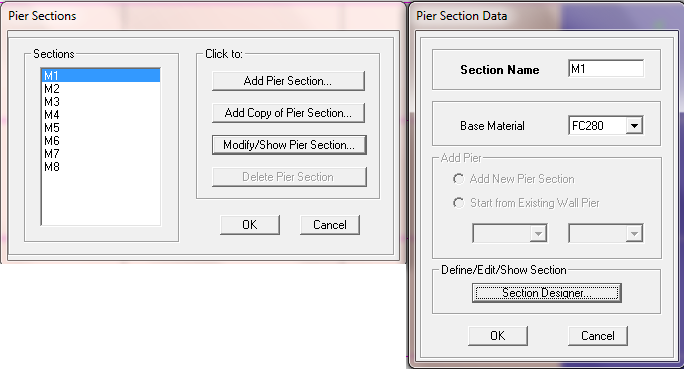 Pier Sections
Sections
M1
M2
M3
M4
M5
M6
M7
M8
Click to:
Add Pier Section...
Add Copy of Pier Section...
Modify/Show Pier Section...
Delete Pier Section
OK
Cancel
Pier Section Data
Section Name
M1
Base Material
FC280
Add Pier
Add New Pier Section
Start from Existing Wall Pier
Define/Edit/Show Section
Section Designer...
OK
Cancel